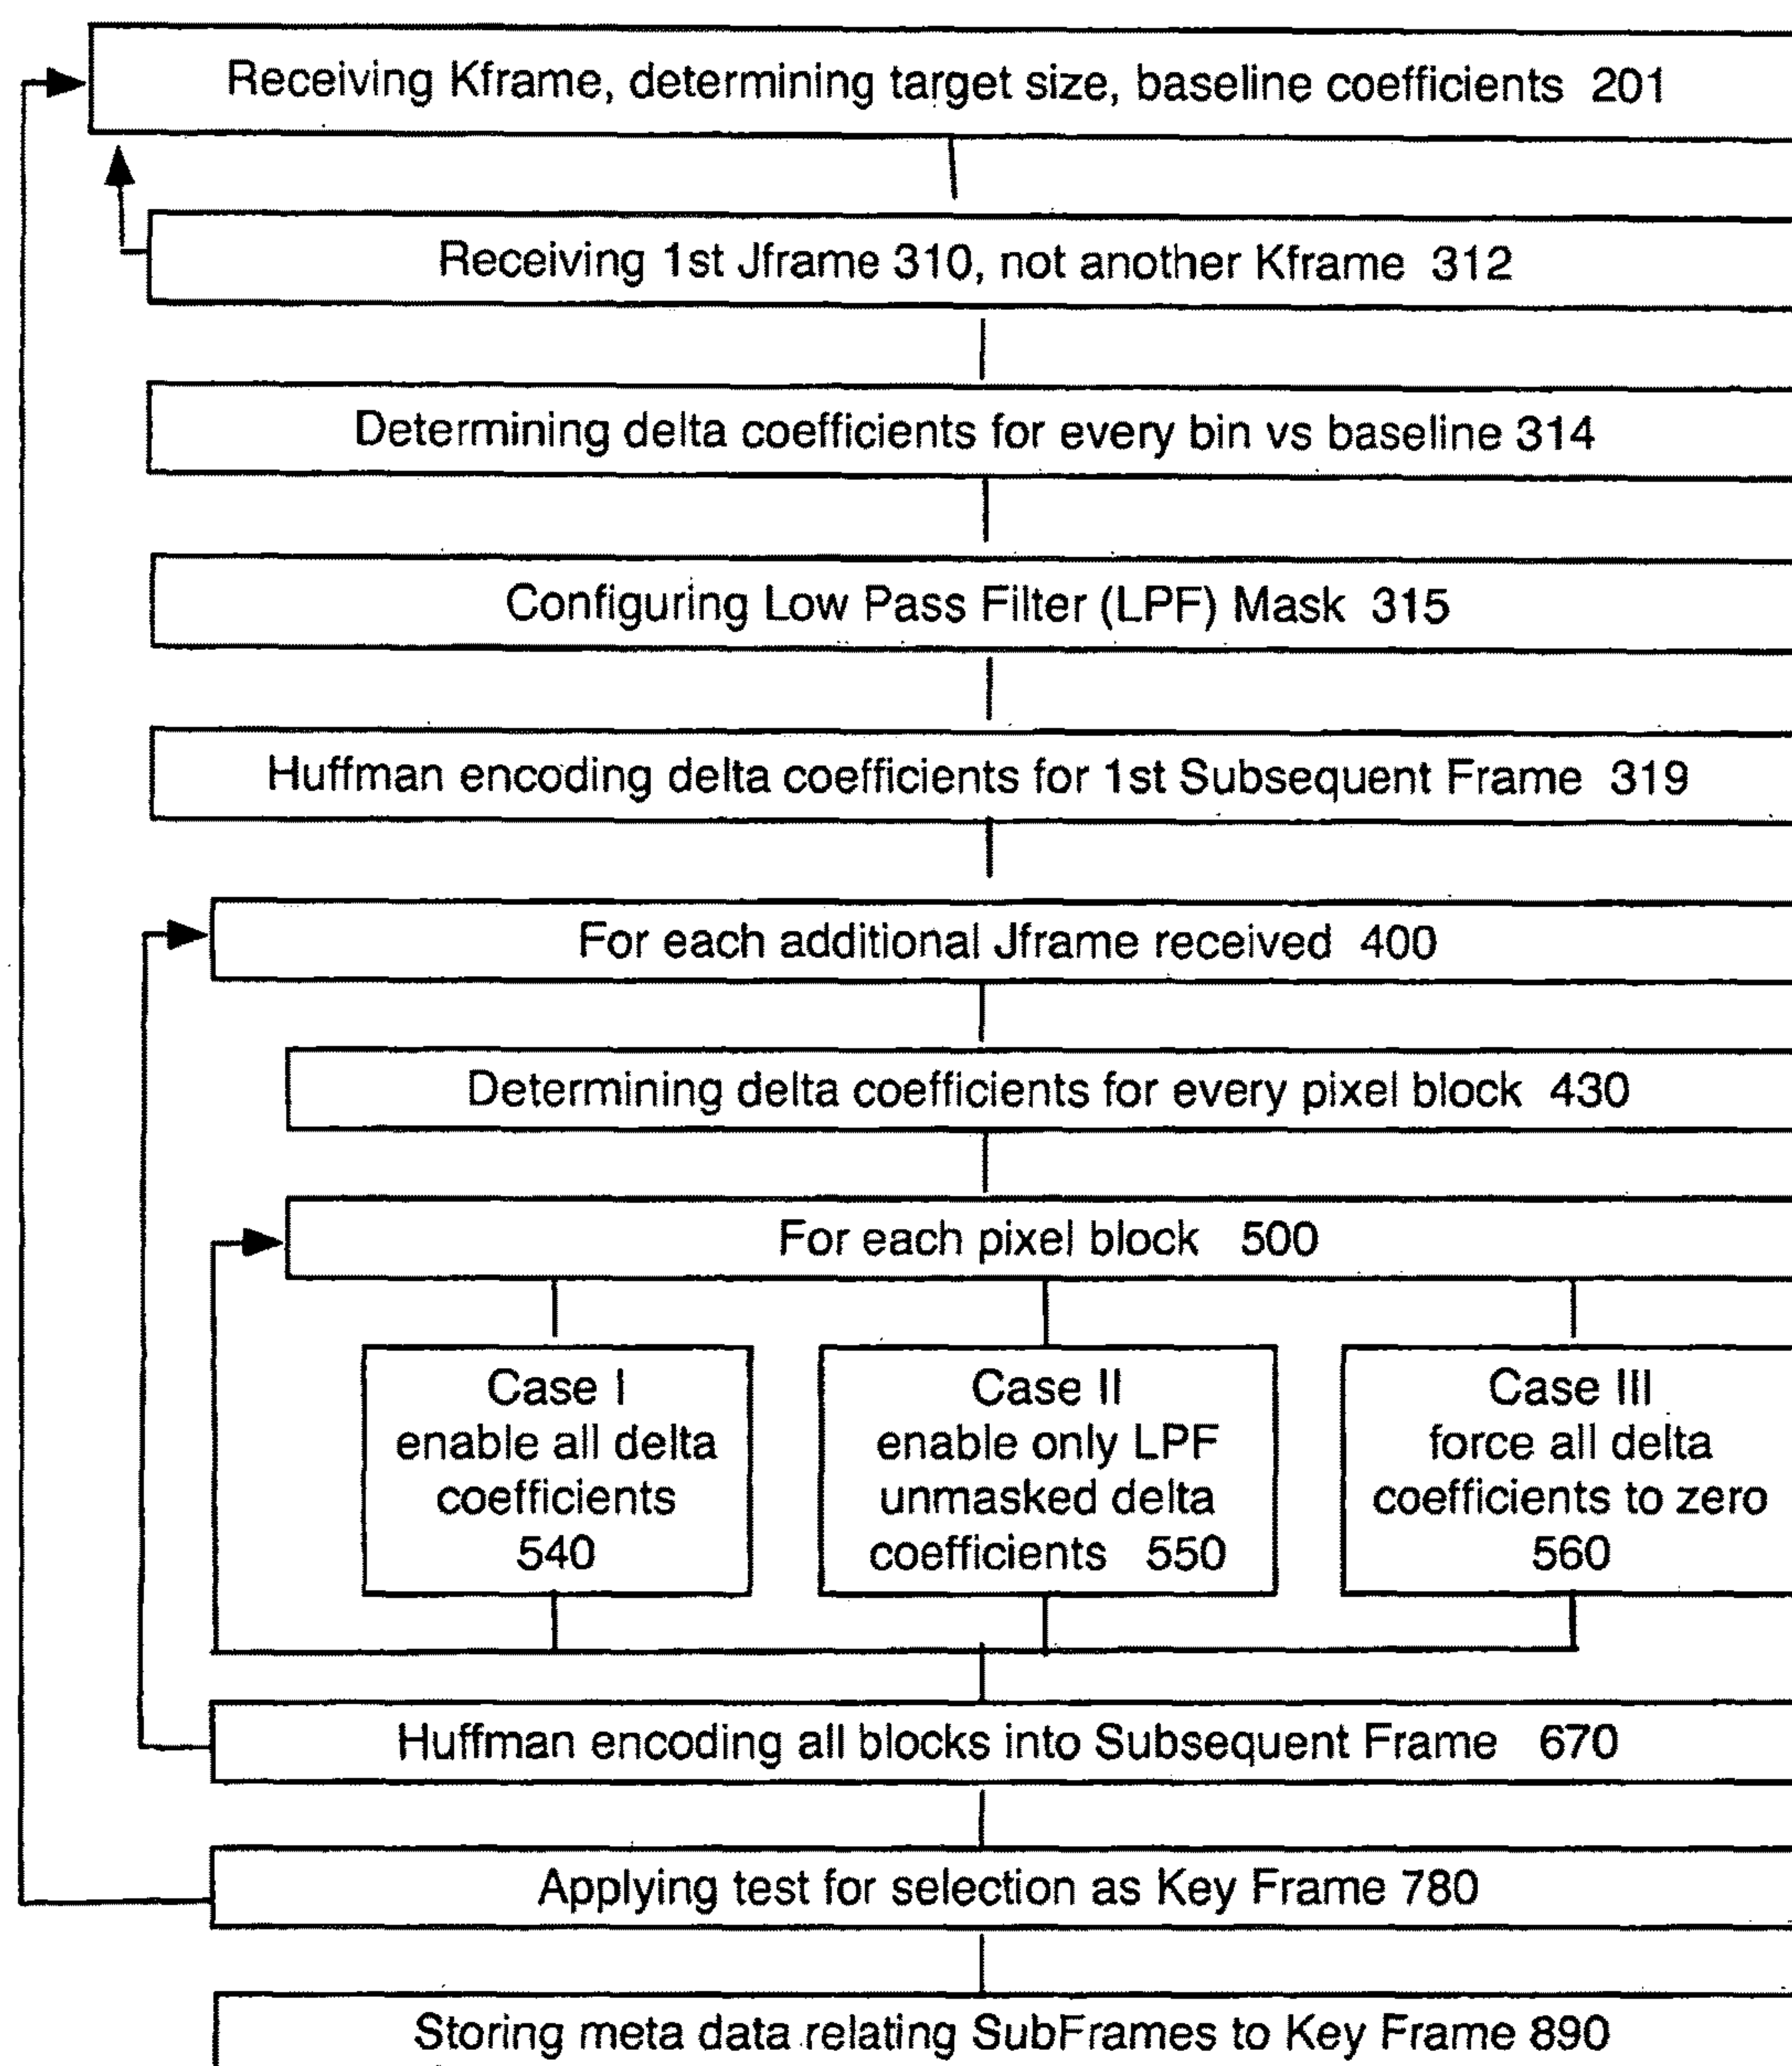 Receiving Kframe, determining target size, baseline coefficients 201
Receiving 1st Jframe 310, not another Kframe 312
Determining delta coefficients for every bin vs baseline 314
Configuring Low Pass Filter (LPF) Mask 315
Huffman encoding delta coefficients for 1st Subsequent Frame 319
For each additional Jframe received 400
Determining delta coefficients for every pixel block 430
For each pixel block 500
Case I
enable all delta
coefficients
540
Case II
enable only LPF
unmasked delta
coefficients 550
Case III
force all delta
coefficients to zero
560
Huffman encoding all blocks into Subsequent Frame 670
Applying test for selection as Key Frame 780
Storing meta data relating SubFrames to Key Frame 890